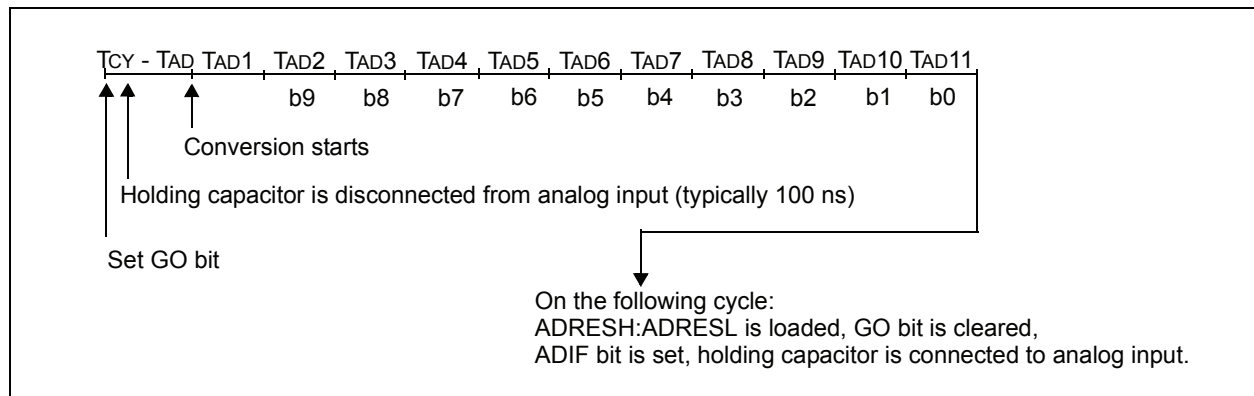 TCY - TAD TAD1 TAD2 TAD3 TAD4 TAD5 TAD6 TAD7 TAD8 TAD9 TAD10 TAD11
b9 b8 b7 b6 b5 b4 b3 b2 b1 b0
Conversion starts
Holding capacitor is disconnected from analog input (typically 100 ns)
Set GO bit
On the following cycle:
ADRESH:ADRESL is loaded, GO bit is cleared,
ADIF bit is set, holding capacitor is connected to analog input.